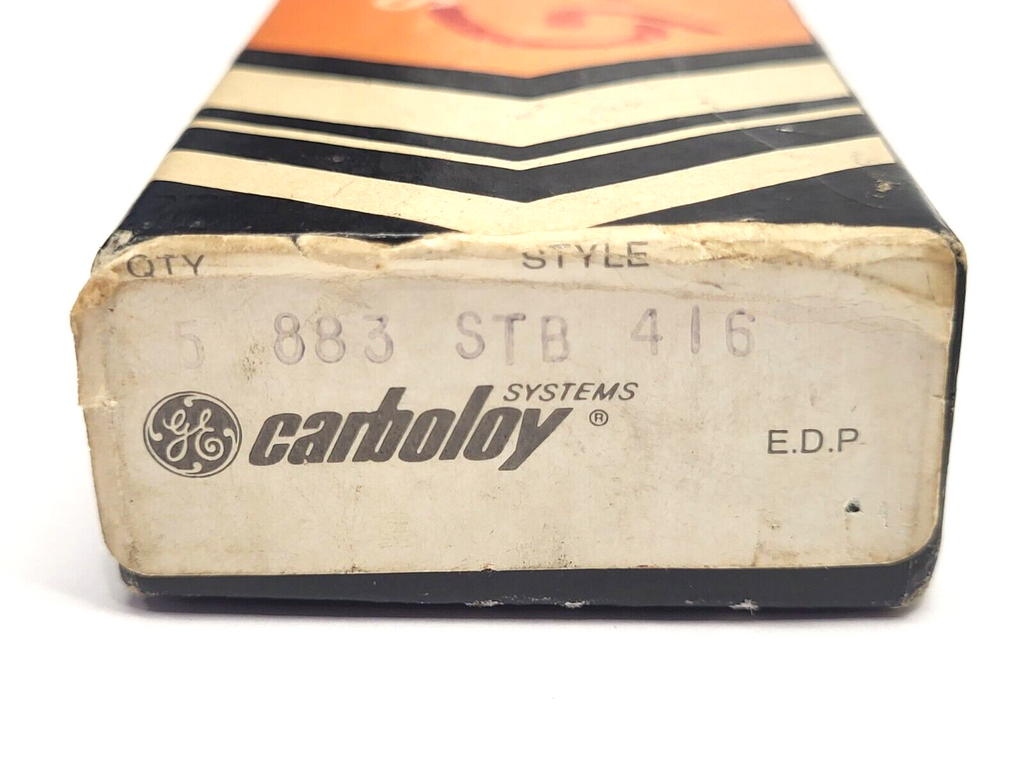 QTY STYLE
5 883 STB 416
GE carboloy SYSTEMS ®
E.D.P